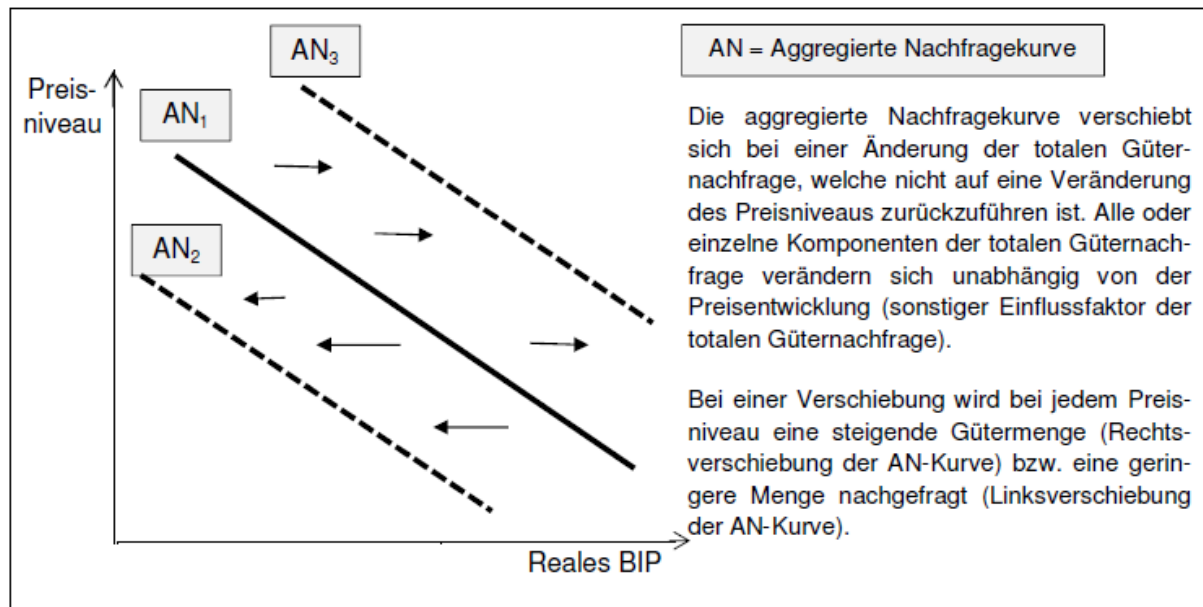 AN₃
AN = Aggregierte Nachfragekurve
Preis-
niveau
AN₁
AN₂
Die aggregierte Nachfragekurve verschiebt
sich bei einer Änderung der totalen Güter-
nachfrage, welche nicht auf eine Veränderung
des Preisniveaus zurückzuführen ist. Alle oder
einzelne Komponenten der totalen Güternach-
frage verändern sich unabhängig von der
Preisentwicklung (sonstiger Einflussfaktor der
totalen Güternachfrage).
Bei einer Verschiebung wird bei jedem Preis-
niveau eine steigende Gütermenge (Rechts-
verschiebung der AN-Kurve) bzw. eine gerin-
gere Menge nachgefragt (Linksverschiebung
der AN-Kurve).
Reales BIP